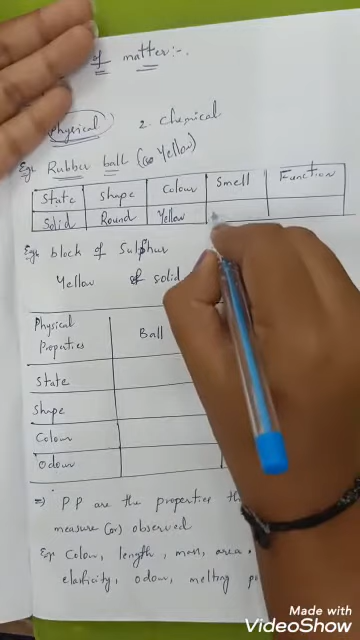 of matter:-.
Physical 2. Chemical
Eg: Rubber ball (Yellow)
State Shape Colour Smell Function
Solid Round Yellow
Eg: block of Sulphur
Yellow solid
Physical Properties Ball
State
Shape
Colour
Odour
=) PP are the properties
measure (or) observed
Eg: Colour, length, mass, area.
elasticity, odour, melting
Made with
VideoShow